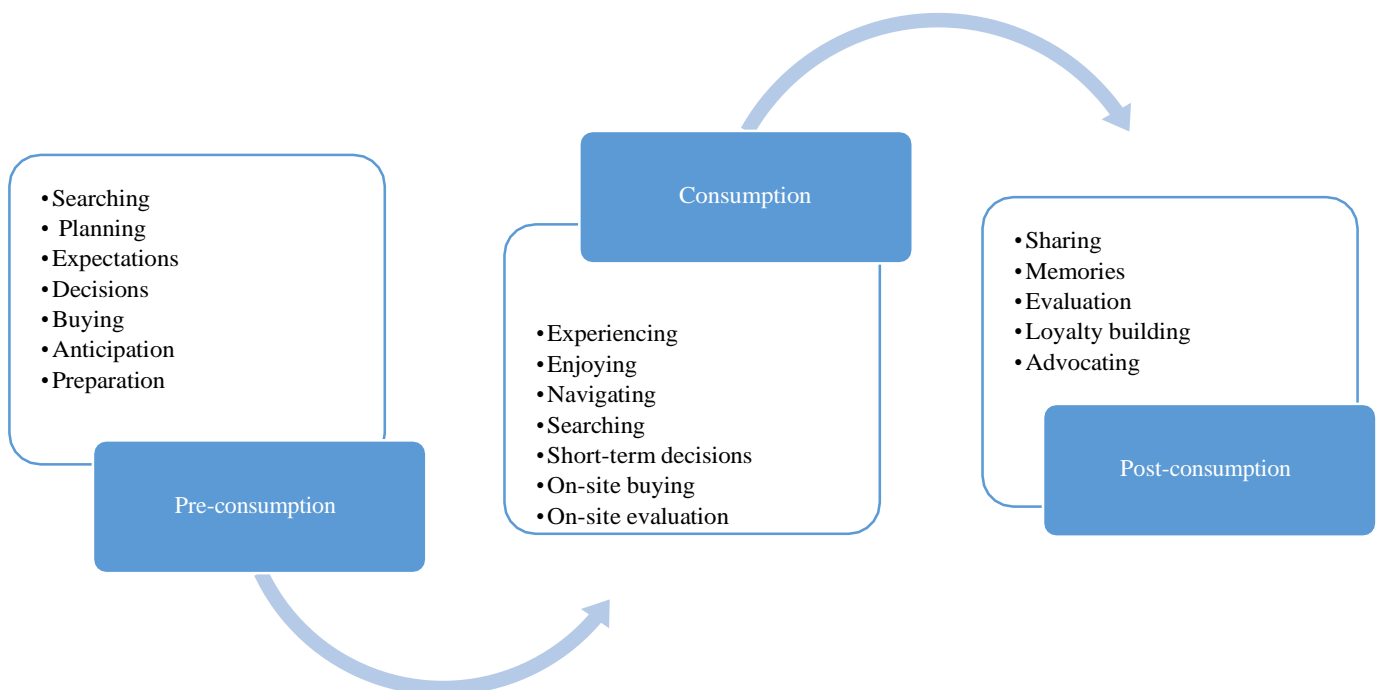 •Searching
• Planning
•Expectations
•Decisions
•Buying
•Anticipation
•Preparation
Pre-consumption
Consumption
•Experiencing
•Enjoying
•Navigating
•Searching
•Short-term decisions
•On-site buying
•On-site evaluation
•Sharing
•Memories
•Evaluation
•Loyalty building
•Advocating
Post-consumption